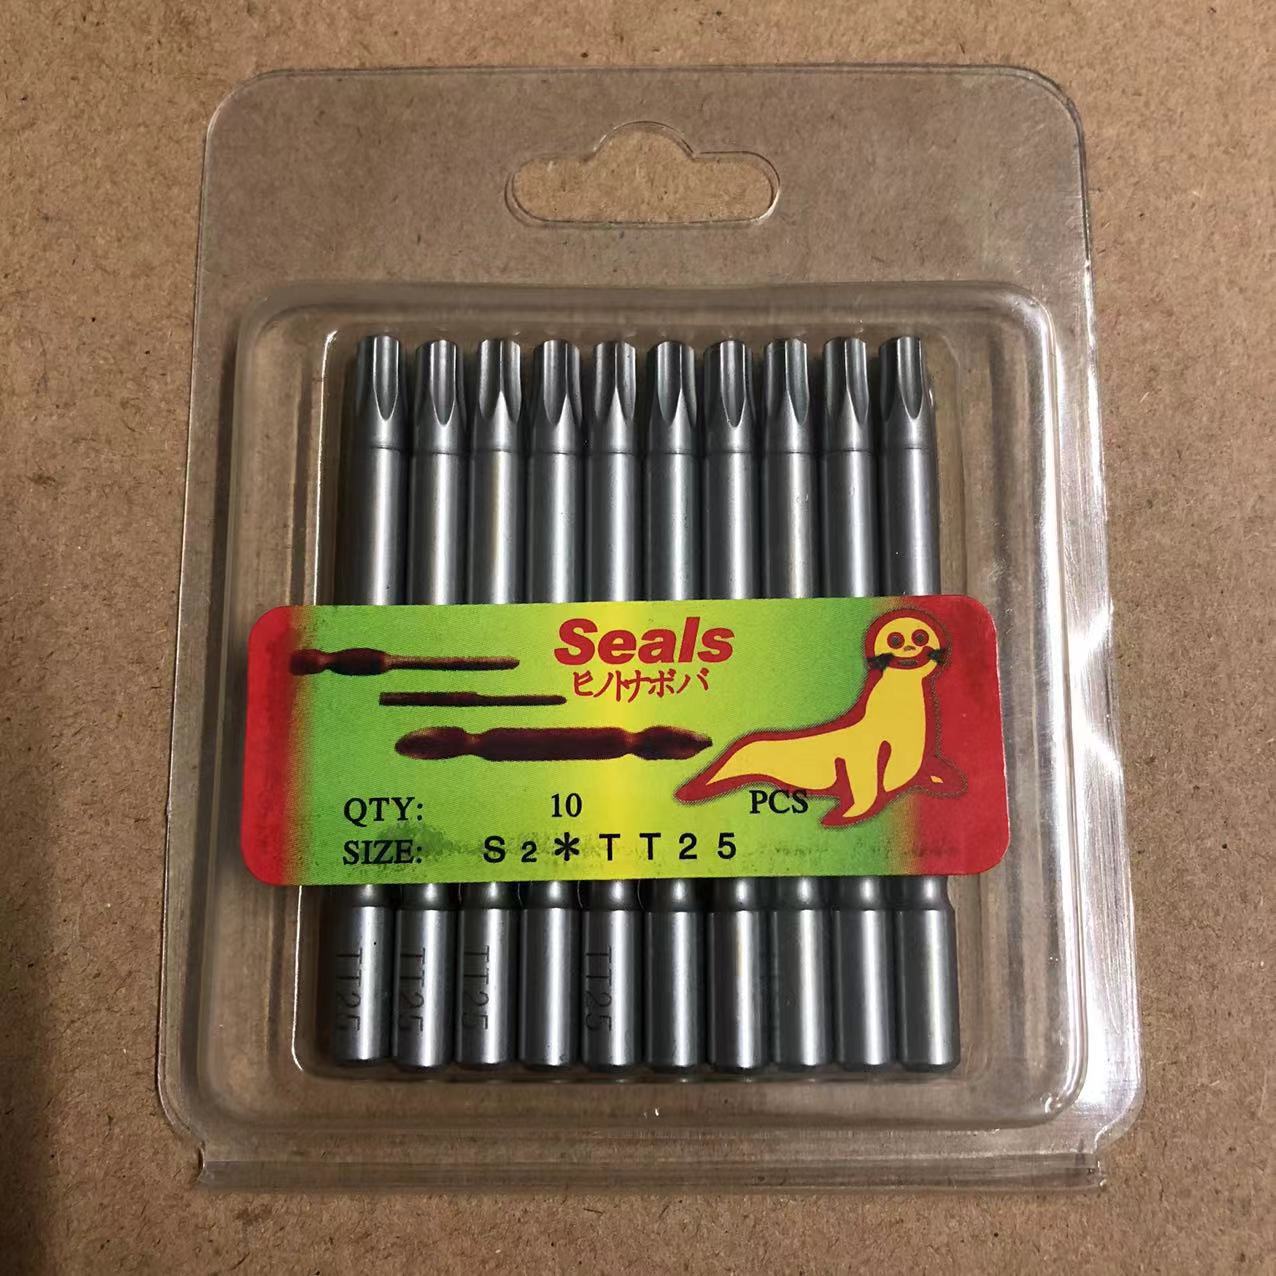 Seals
ヒノトナボバ
QTY: 10 PCS
SIZE: S2*TT25
TT25 TT25 TT25 TT25